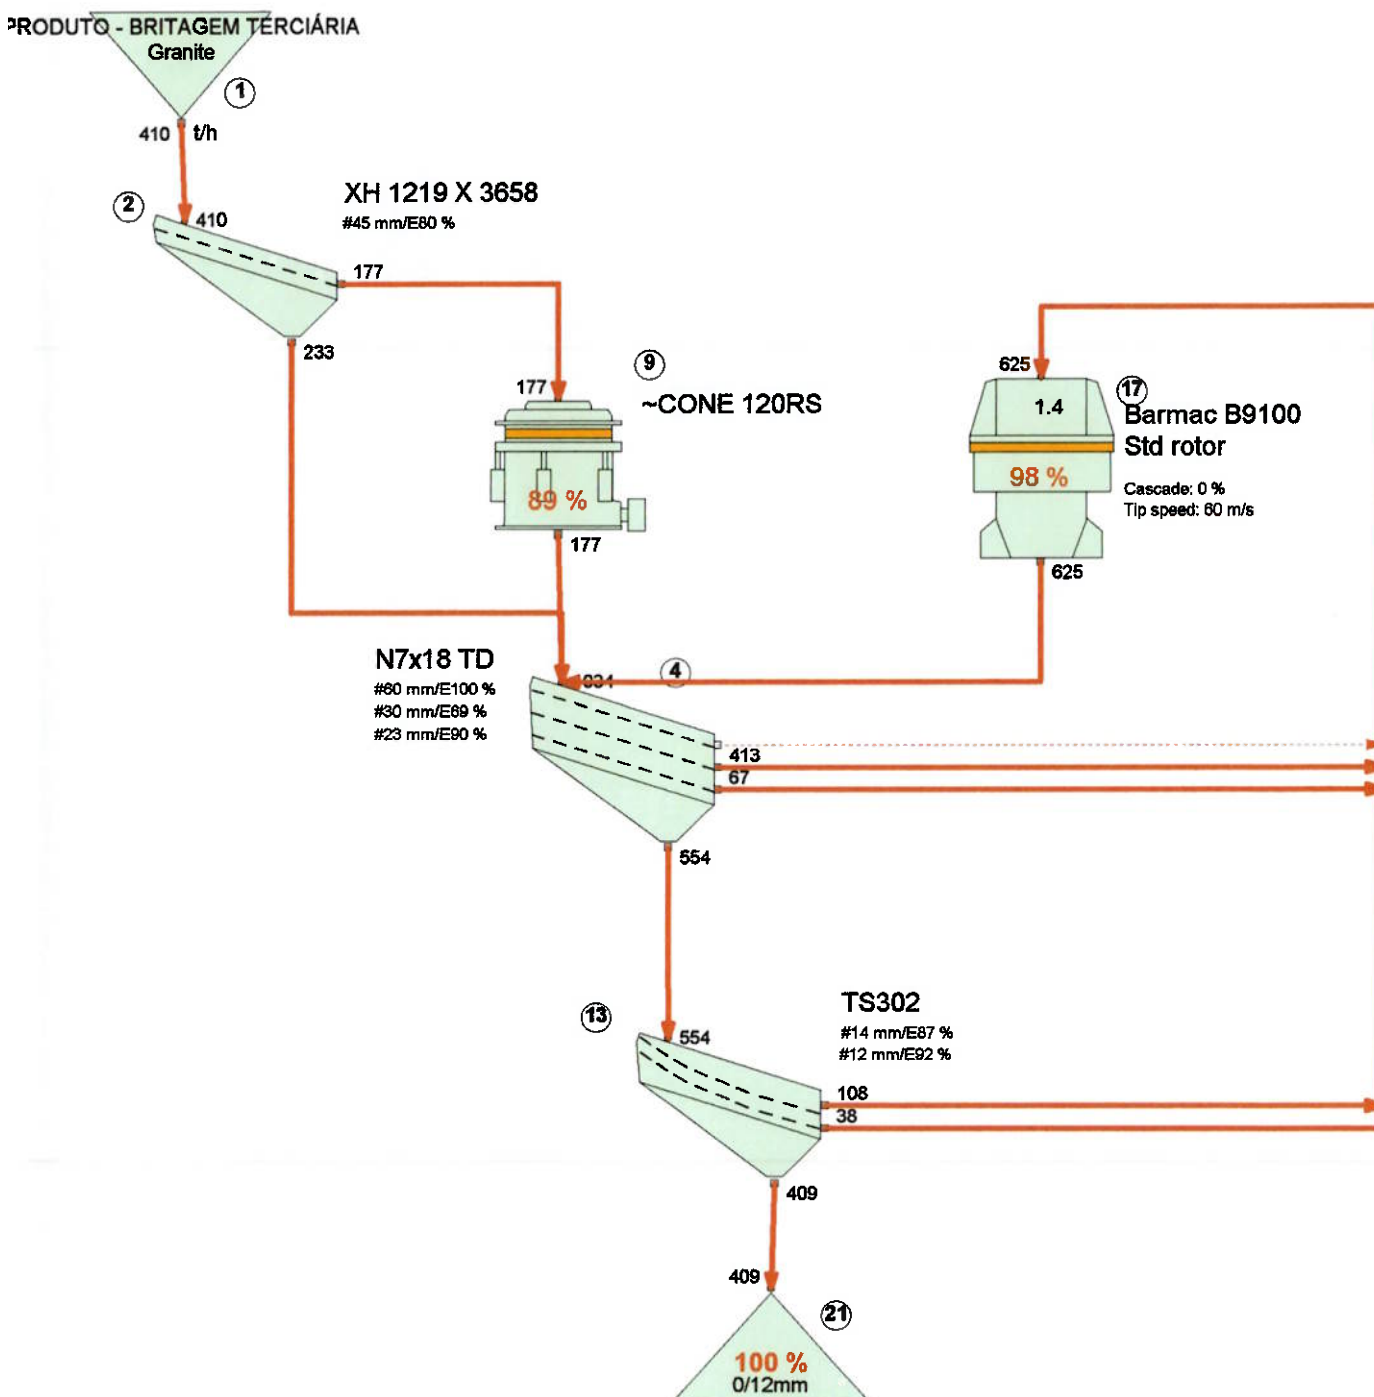 PRODUTO - BRITAGEM TERCIÁRIA
Granite
1
410 t/h
2
410
XH 1219 X 3658
#45 mm/E80 %
177
233
9
177
~CONE 120RS
89 %
177
625
17
1.4
Barmac B9100
Std rotor
98 %
Cascade: 0 %
Tip speed: 60 m/s
625
N7x18 TD
#60 mm/E100 %
#30 mm/E69 %
#23 mm/E90 %
4
413
67
554
13
554
TS302
#14 mm/E87 %
#12 mm/E92 %
108
38
409
409
21
100 %
0/12mm